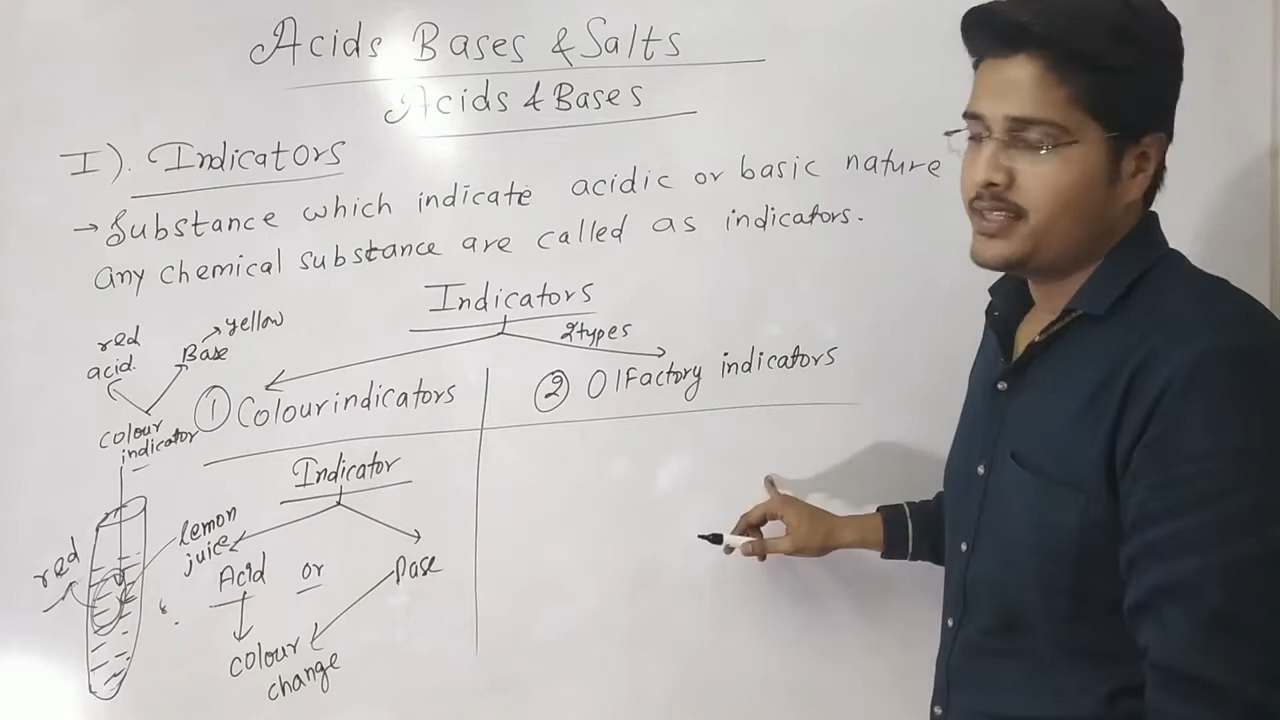 Acids Bases & Salts
Acids & Bases
I). Indicators
→ Substance which indicate acidic or basic nature
any chemical substance are called as indicators.
Indicators
2types
① Colour indicators
② Olfactory indicators
red
acid.
Base
→ yellow
colour
indicator
Indicator
lemon
juice
red
Acid or Base
colour
change